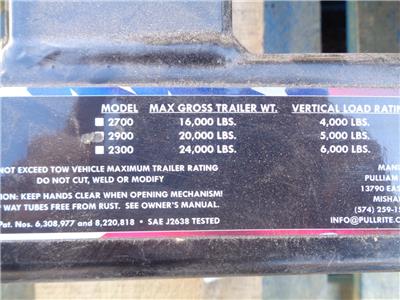 MODEL MAX GROSS TRAILER WT. VERTICAL LOAD RATIN
2700 16,000 LBS. 4,000 LBS.
2900 20,000 LBS. 5,000 LBS.
2300 24,000 LBS. 6,000 LBS.
NOT EXCEED TOW VEHICLE MAXIMUM TRAILER RATING
DO NOT CUT, WELD OR MODIFY
ION: KEEP HANDS CLEAR WHEN OPENING MECHANISM!
WAY TUBES FREE FROM RUST. SEE OWNER'S MANUAL.
Pat. Nos. 6,308,977 and 8,220,818 • SAE J2638 TESTED
MANU
PULLIAM
13790 EAS
MISHA
(574) 259-15
INFO@PULLRITE.C